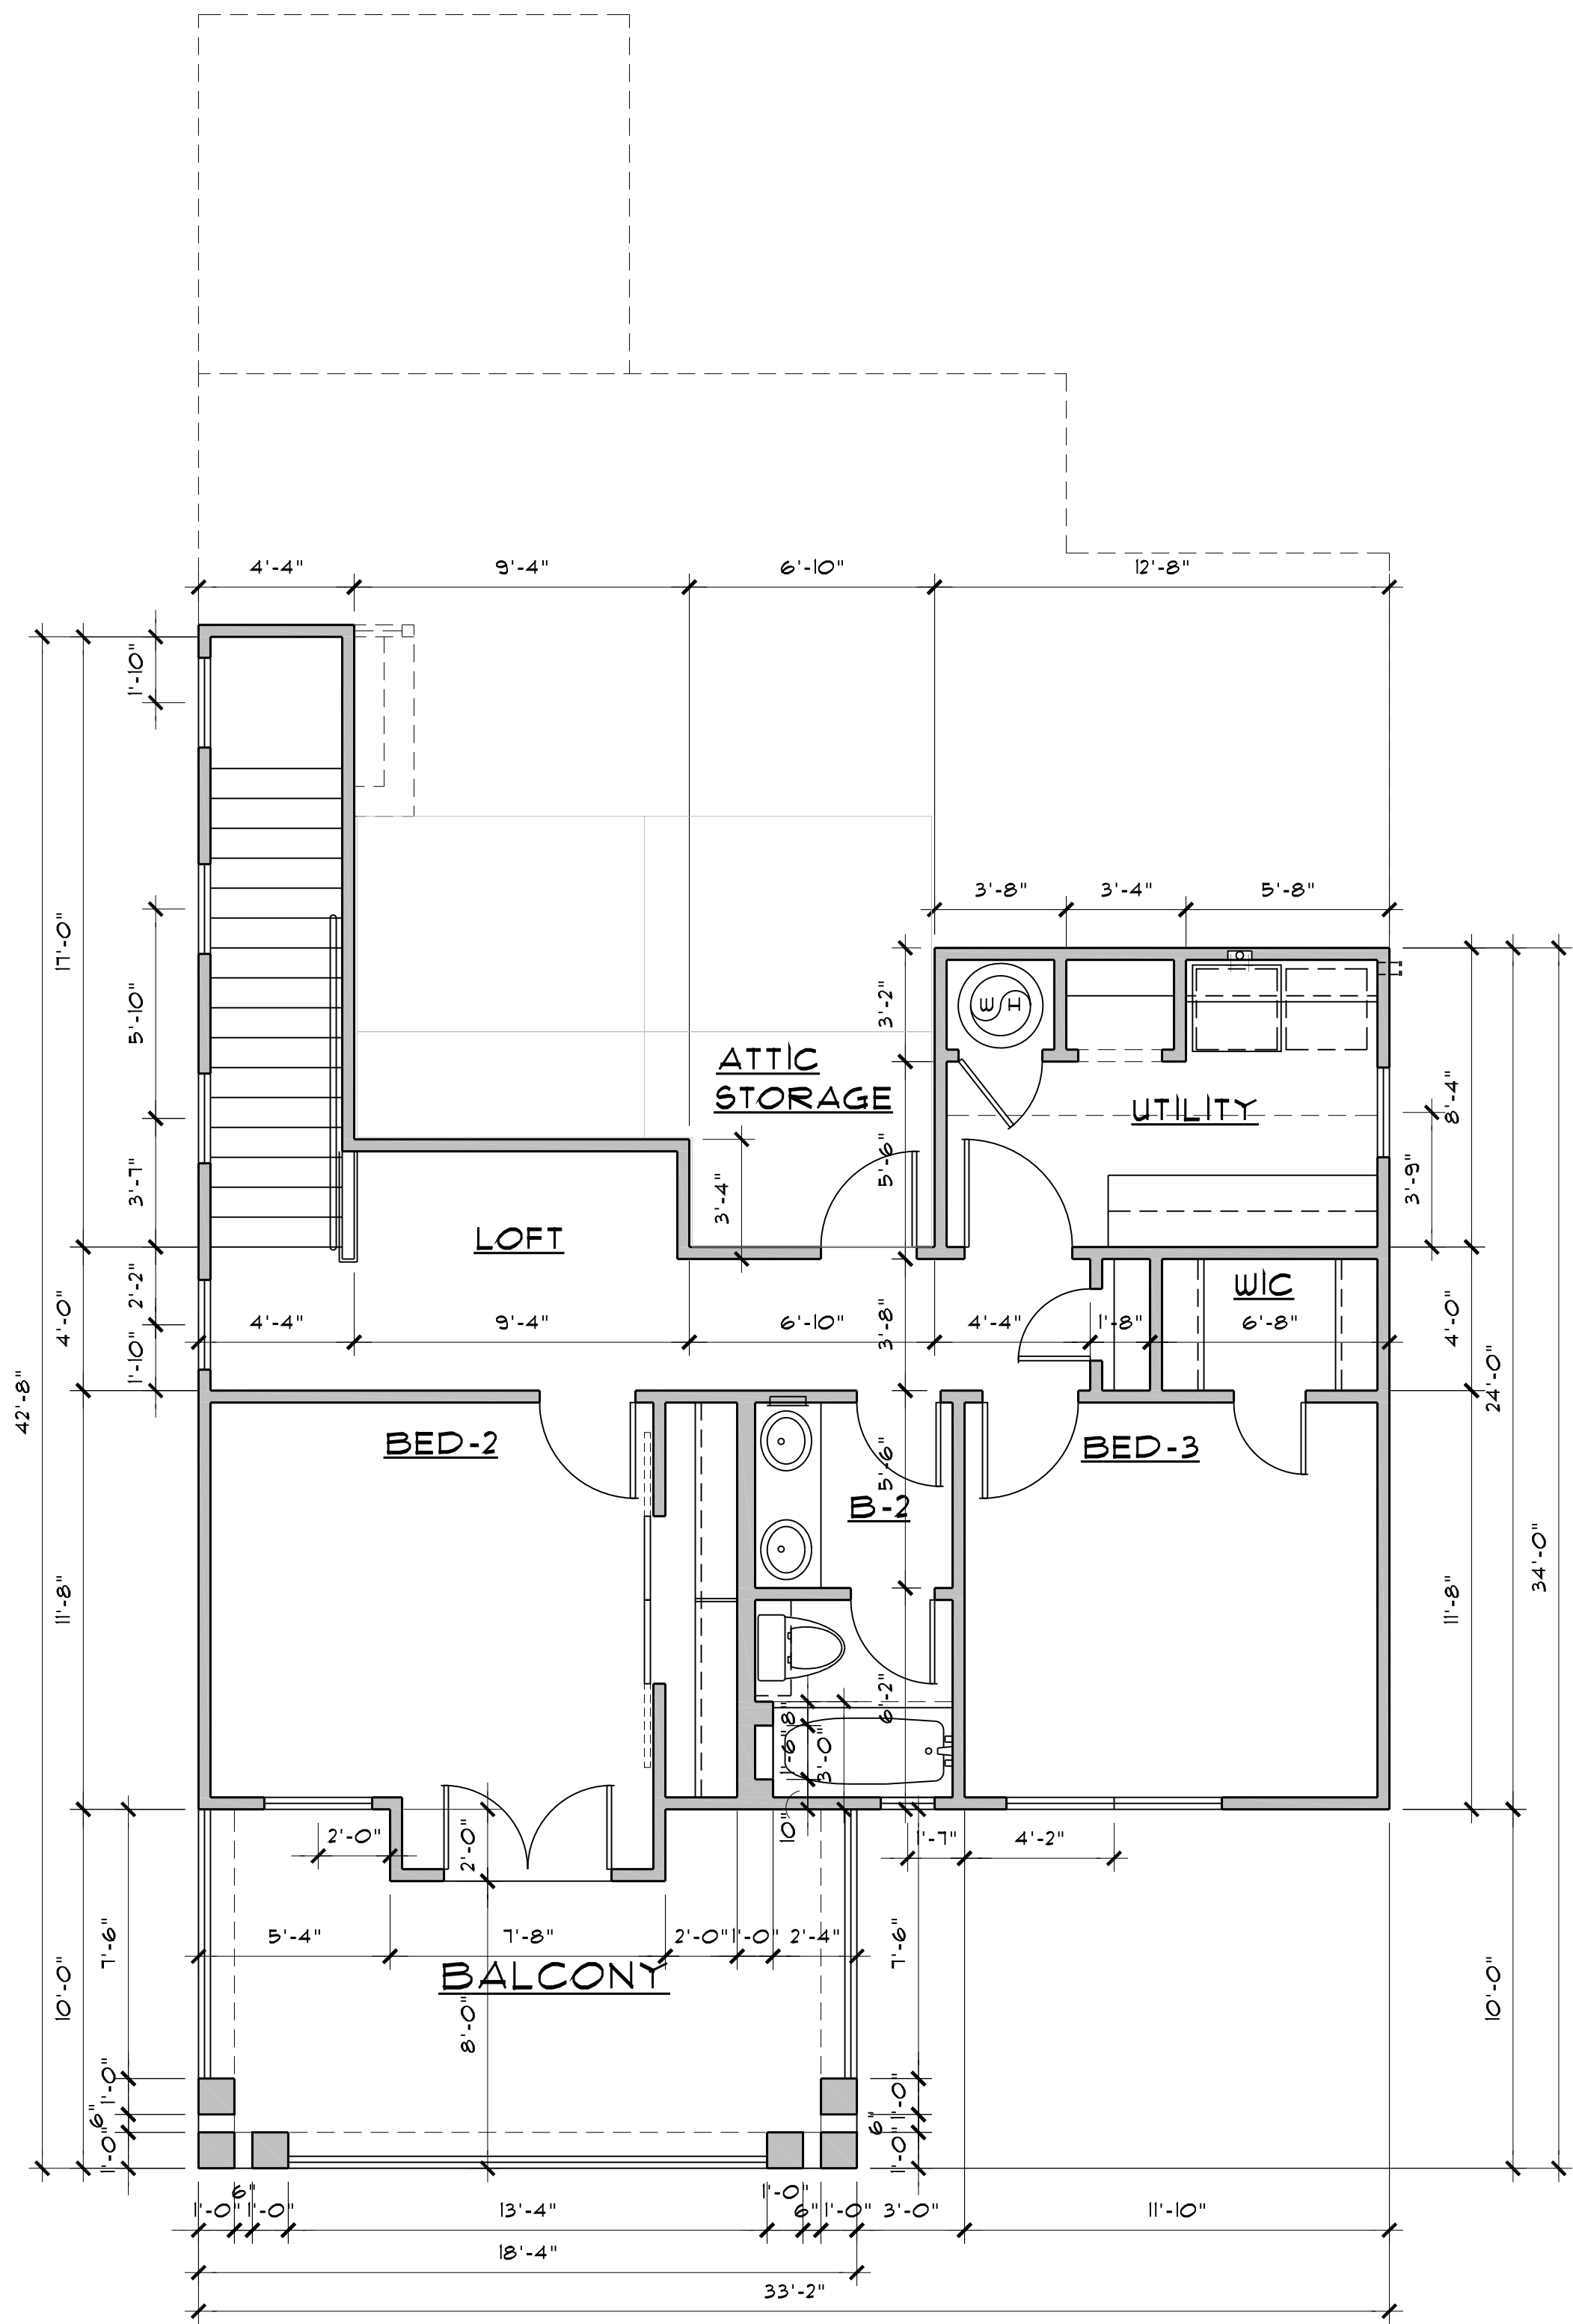 4'-4" 9'-4" 6'-10" 12'-8"
1'-10"
3'-8" 3'-4" 5'-8"
17'-0"
5'-10"
3'-2"
ATTIC
STORAGE
UTILITY
8'-4"
3'-7"
3'-4"
5'-6"
3'-9"
LOFT
WIC
2'-2"
4'-0"
1'-10"
4'-4" 9'-4" 6'-10" 4'-4" 1'-8" 6'-8"
3'-8"
4'-0"
24'-0"
42'-8"
W
H
BED-2
BED-3
5'-6"
B-2
11'-8"
11'-8"
34'-0"
6'-2"
8"
1'-6"
3'-0"
10"
2'-0"
2'-0"
1'-7"
4'-2"
5'-4" 7'-8" 2'-0" 1'-0" 2'-4"
7'-6"
7'-6"
BALCONY
8'-0"
10'-0"
10'-0"
1'-0"
6"
1'-0"
1'-0"
6"
1'-0"
6" 1'-0"
1'-0" 1'-0" 13'-4" 6" 1'-0" 3'-0" 11'-10"
18'-4"
33'-2"